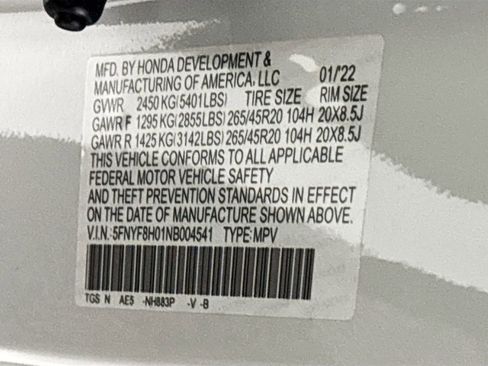 MFD. BY HONDA DEVELOPMENT &
MANUFACTURING OF AMERICA, LLC 01/'22
GVWR 2450 KG(5401LBS) TIRE SIZE RIM SIZE
GAWR F 1295 KG(2855LBS) 265/45R20 104H 20X8.5J
GAWR R 1425 KG(3142LBS) 265/45R20 104H 20X8.5J
THIS VEHICLE CONFORMS TO ALL APPLICABLE
FEDERAL MOTOR VEHICLE SAFETY
AND THEFT PREVENTION STANDARDS IN EFFECT
ON THE DATE OF MANUFACTURE SHOWN ABOVE.
V.I.N.:5FNYF8H01NB004541 TYPE:MPV
TGS N AE5 -NH883P -V -B